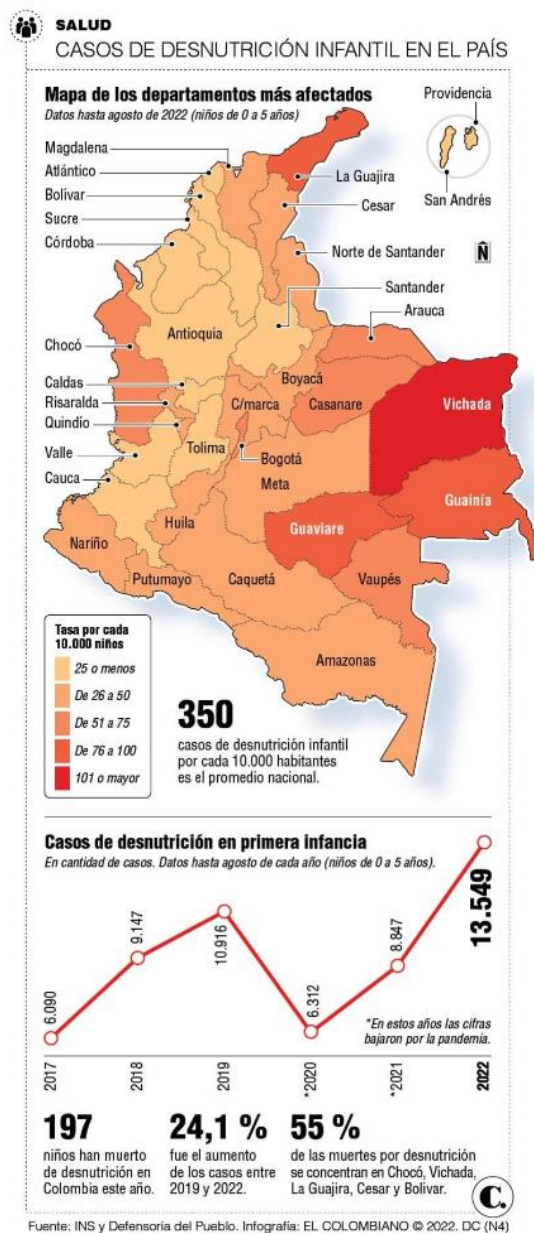 SALUD
CASOS DE DESNUTRICIÓN INFANTIL EN EL PAÍS
Mapa de los departamentos más afectados
Datos hasta agosto de 2022 (niños de 0 a 5 años)
Providencia
San Andrés
Magdalena
Atlántico
Bolivar
Sucre
Córdoba
La Guajira
Cesar
Norte de Santander
N
Santander
Arauca
Antioquia
Chocó
Boyacá
Caldas
Risaralda
C/marca
Casanare
Vichada
Quindío
Tolima
Valle
Bogotá
Cauca
Meta
Guainía
Huila
Guaviare
Nariño
Putumayo
Caquetá
Vaupés
Amazonas
Tasa por cada
10.000 niños
25 o menos
De 26 a 50
De 51 a 75
De 76 a 100
101 o mayor
350
casos de desnutrición infantil
por cada 10.000 habitantes
es el promedio nacional.
Casos de desnutrición en primera infancia
En cantidad de casos. Datos hasta agosto de cada año (niños de 0 a 5 años).
6.090
9.147
10.916
6.312
8.847
13.549
*En estos años las cifras
bajaron por la pandemia.
2017
2018
2019
*2020
*2021
2022
197
niños han muerto
de desnutrición en
Colombia este año.
24,1 %
fue el aumento
de los casos entre
2019 y 2022.
55 %
de las muertes por desnutrición
se concentran en Chocó, Vichada,
La Guajira, Cesar y Bolivar.
C.
Fuente: INS y Defensoría del Pueblo. Infografía: EL COLOMBIANO © 2022. DC (N4)